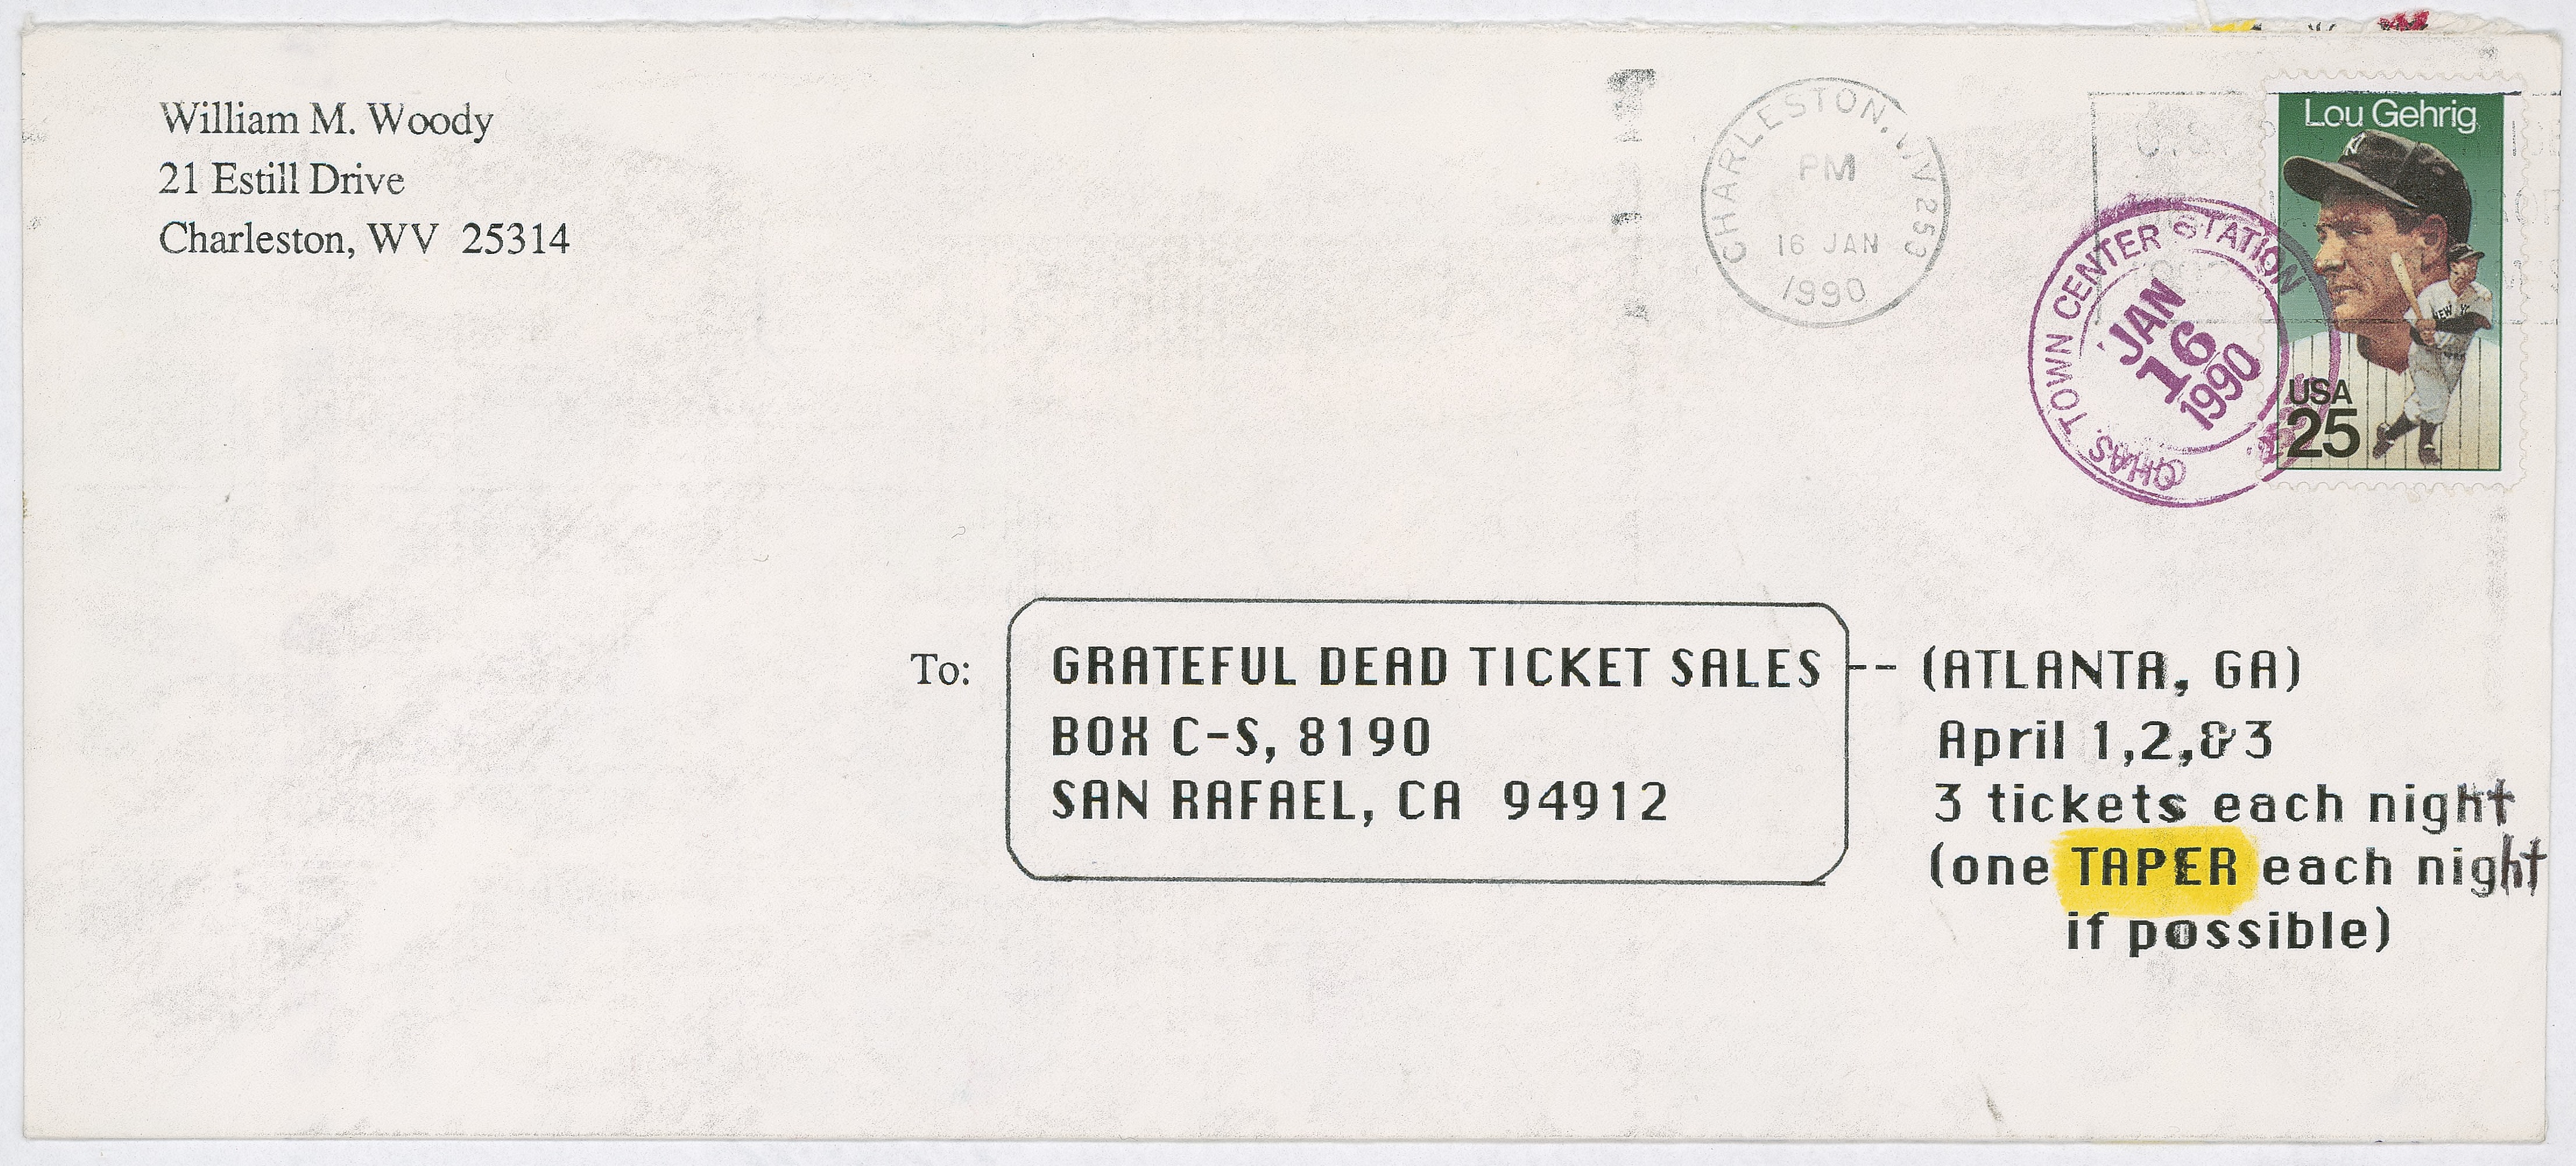 William M. Woody
21 Estill Drive
Charleston, WV 25314
CHARLESTON, WV 253
PM
16 JAN
1990
U.S.
CHAS. TOWN CENTER STATION
JAN
16
1990
Lou Gehrig
NEW
USA
25
To:
GRATEFUL DEAD TICKET SALES -- (ATLANTA, GA)
BOX C-S, 8190
April 1,2,&3
SAN RAFAEL, CA 94912
3 tickets each night
(one TAPER each night
if possible)